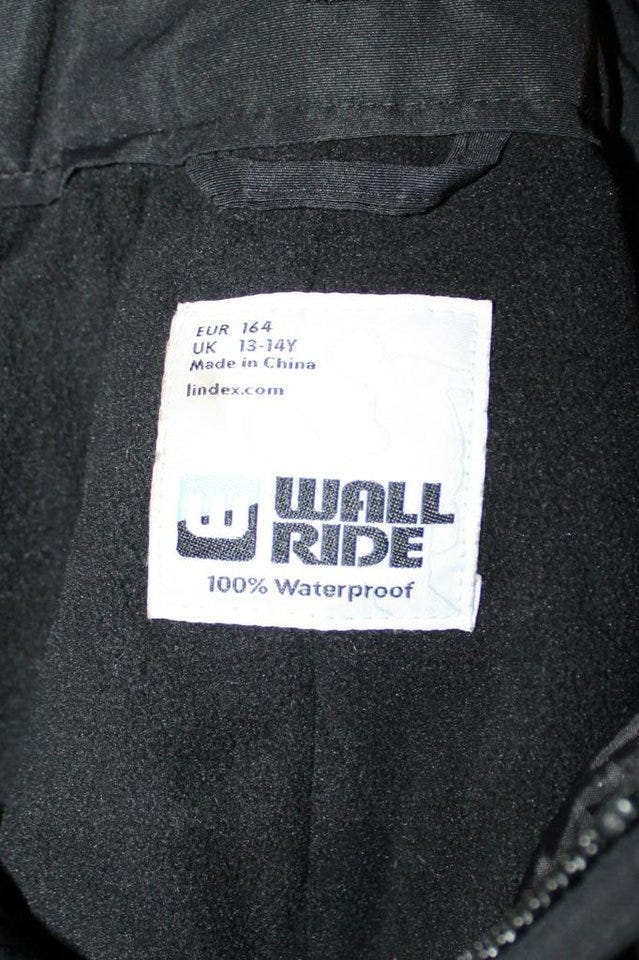 EUR 164
UK 13-14Y
Made in China
lindex.com
WALL
RIDE
100% Waterproof